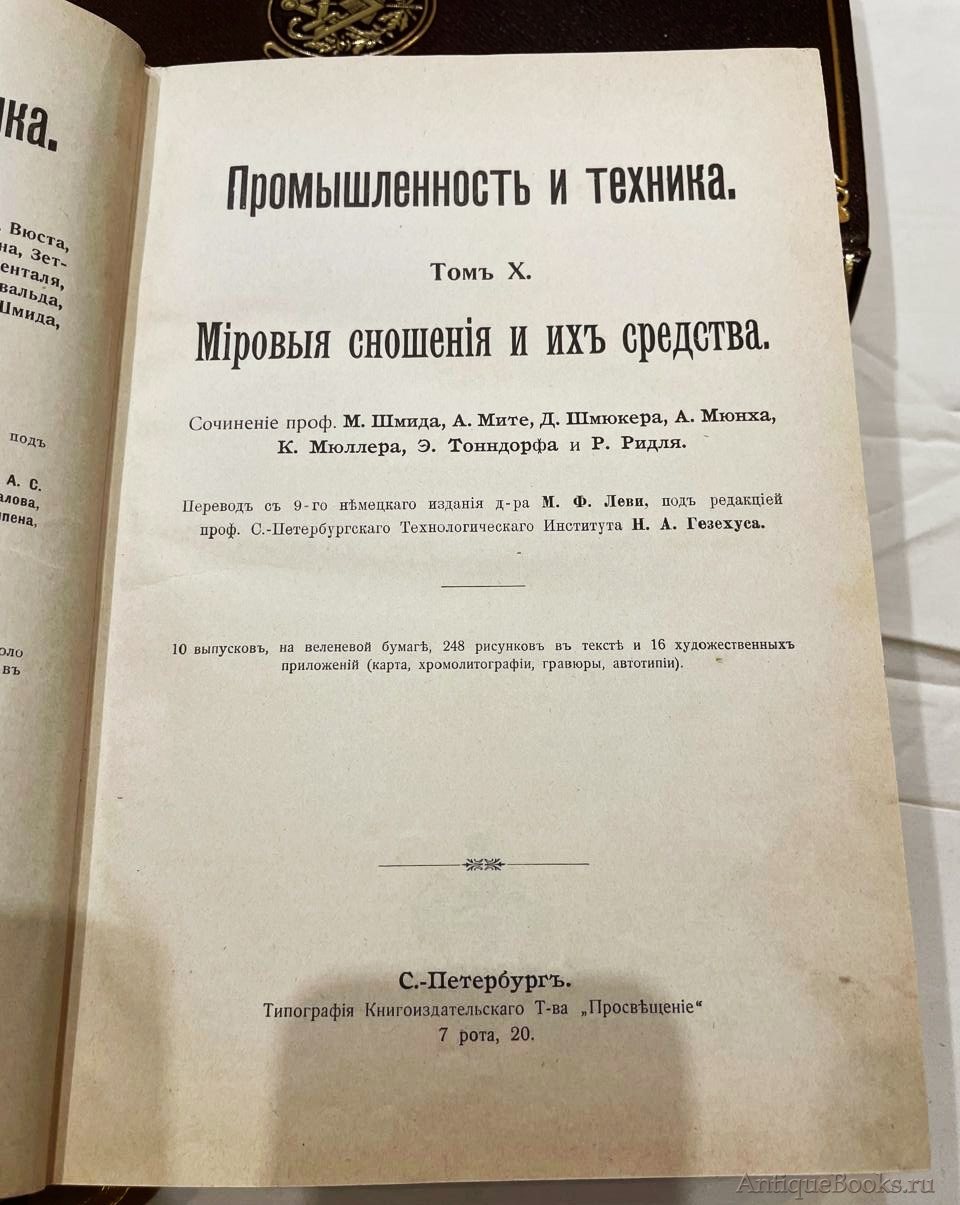 ка.
Вюста,
на, Зет-
енталя,
вальда,
Шмида,
подъ
А. С.
алова,
пена,
оло
въ
Промышленность и техника.
Томъ X.
Мiровыя сношенiя и ихъ средства.
Сочиненiе проф. М. Шмида, А. Мите, Д. Шмюкера, А. Мюнха,
К. Мюллера, Э. Тонндорфа и Р. Ридля.
Переводъ съ 9-го нѣмецкаго изданiя д-ра М. Ф. Леви, подъ редакцiей
проф. С.-Петербургскаго Технологическаго Института Н. А. Гезехуса.
10 выпусковъ, на веленевой бумагѣ, 248 рисунковъ въ текстѣ и 16 художественныхъ
приложенiй (карта, хромолитографiи, гравюры, автотипiи).
С.-Петербургъ.
Типографiя Книгоиздательскаго Т-ва „Просвѣщенiе“
7 рота, 20.
AntiqueBooks.ru